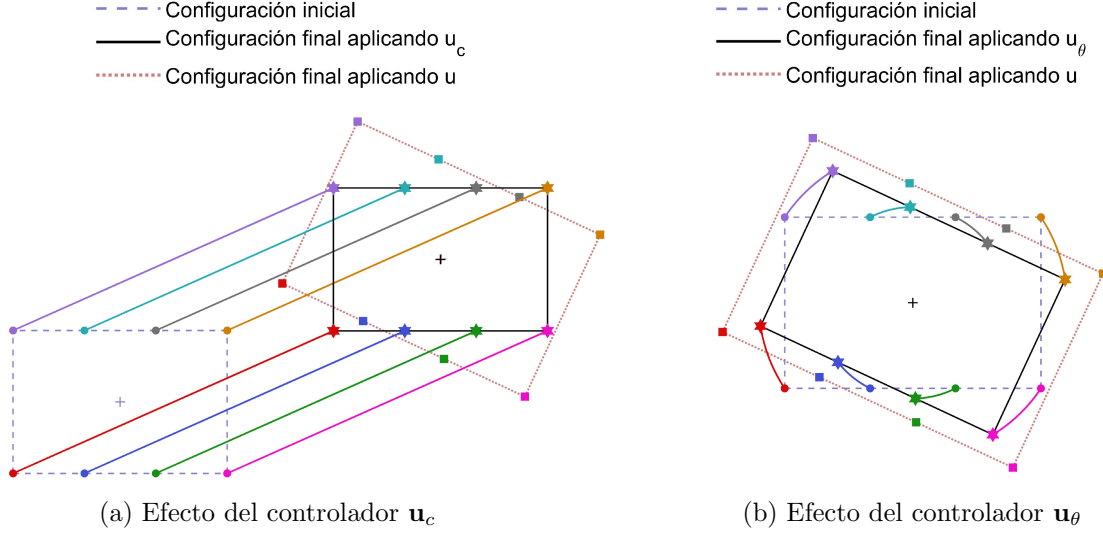 Configuración inicial
Configuración final aplicando u_c
Configuración final aplicando u
Configuración inicial
Configuración final aplicando u_θ
Configuración final aplicando u
(a) Efecto del controlador u_c
(b) Efecto del controlador u_θ